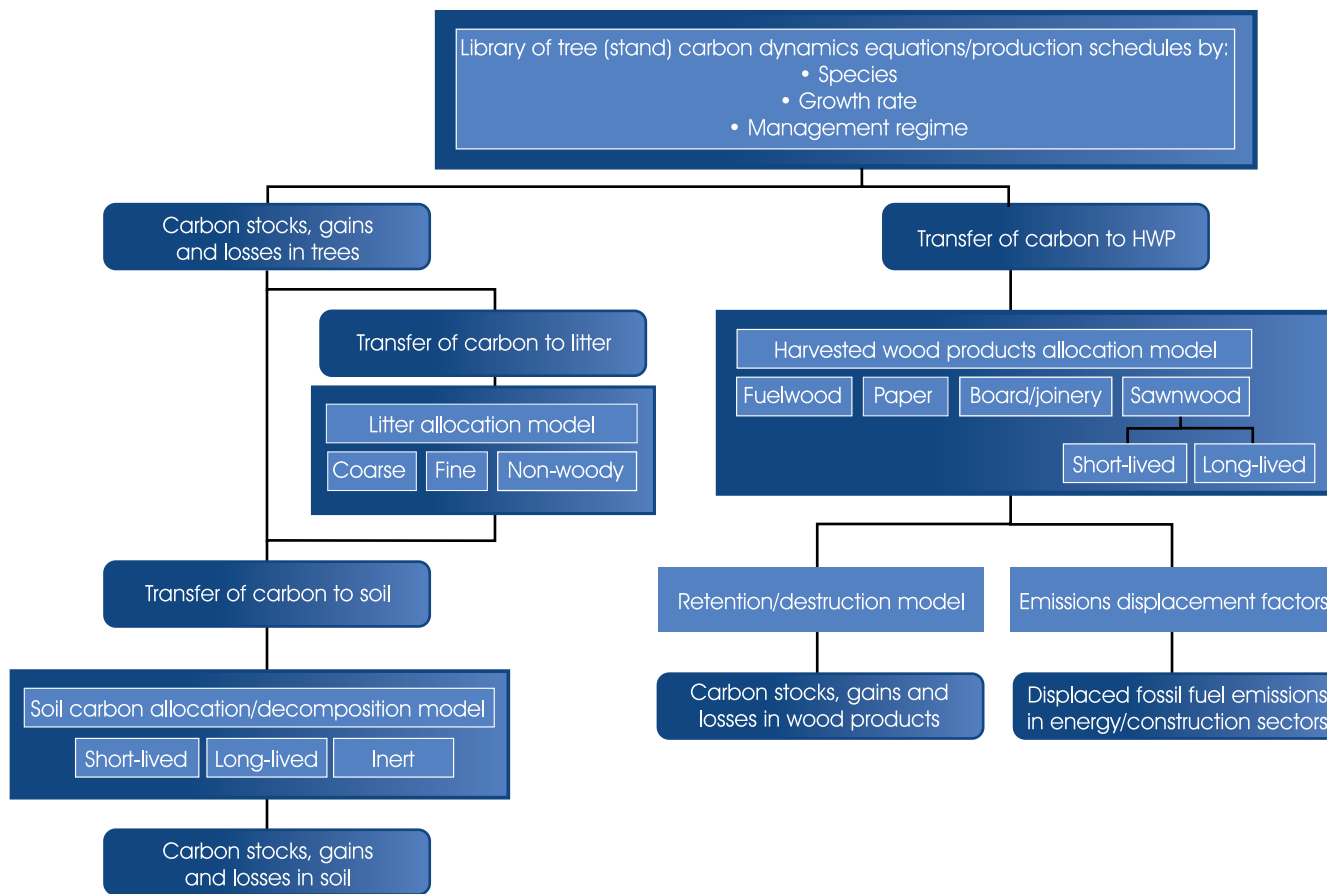 Library of tree (stand) carbon dynamics equations/production schedules by:
• Species
• Growth rate
• Management regime
Carbon stocks, gains
and losses in trees
Transfer of carbon to HWP
Transfer of carbon to litter
Litter allocation model
Coarse
Fine
Non-woody
Harvested wood products allocation model
Fuelwood
Paper
Board/joinery
Sawnwood
Short-lived
Long-lived
Transfer of carbon to soil
Retention/destruction model
Emissions displacement factors
Soil carbon allocation/decomposition model
Short-lived
Long-lived
Inert
Carbon stocks, gains and
losses in wood products
Displaced fossil fuel emissions
in energy/construction sectors
Carbon stocks, gains
and losses in soil